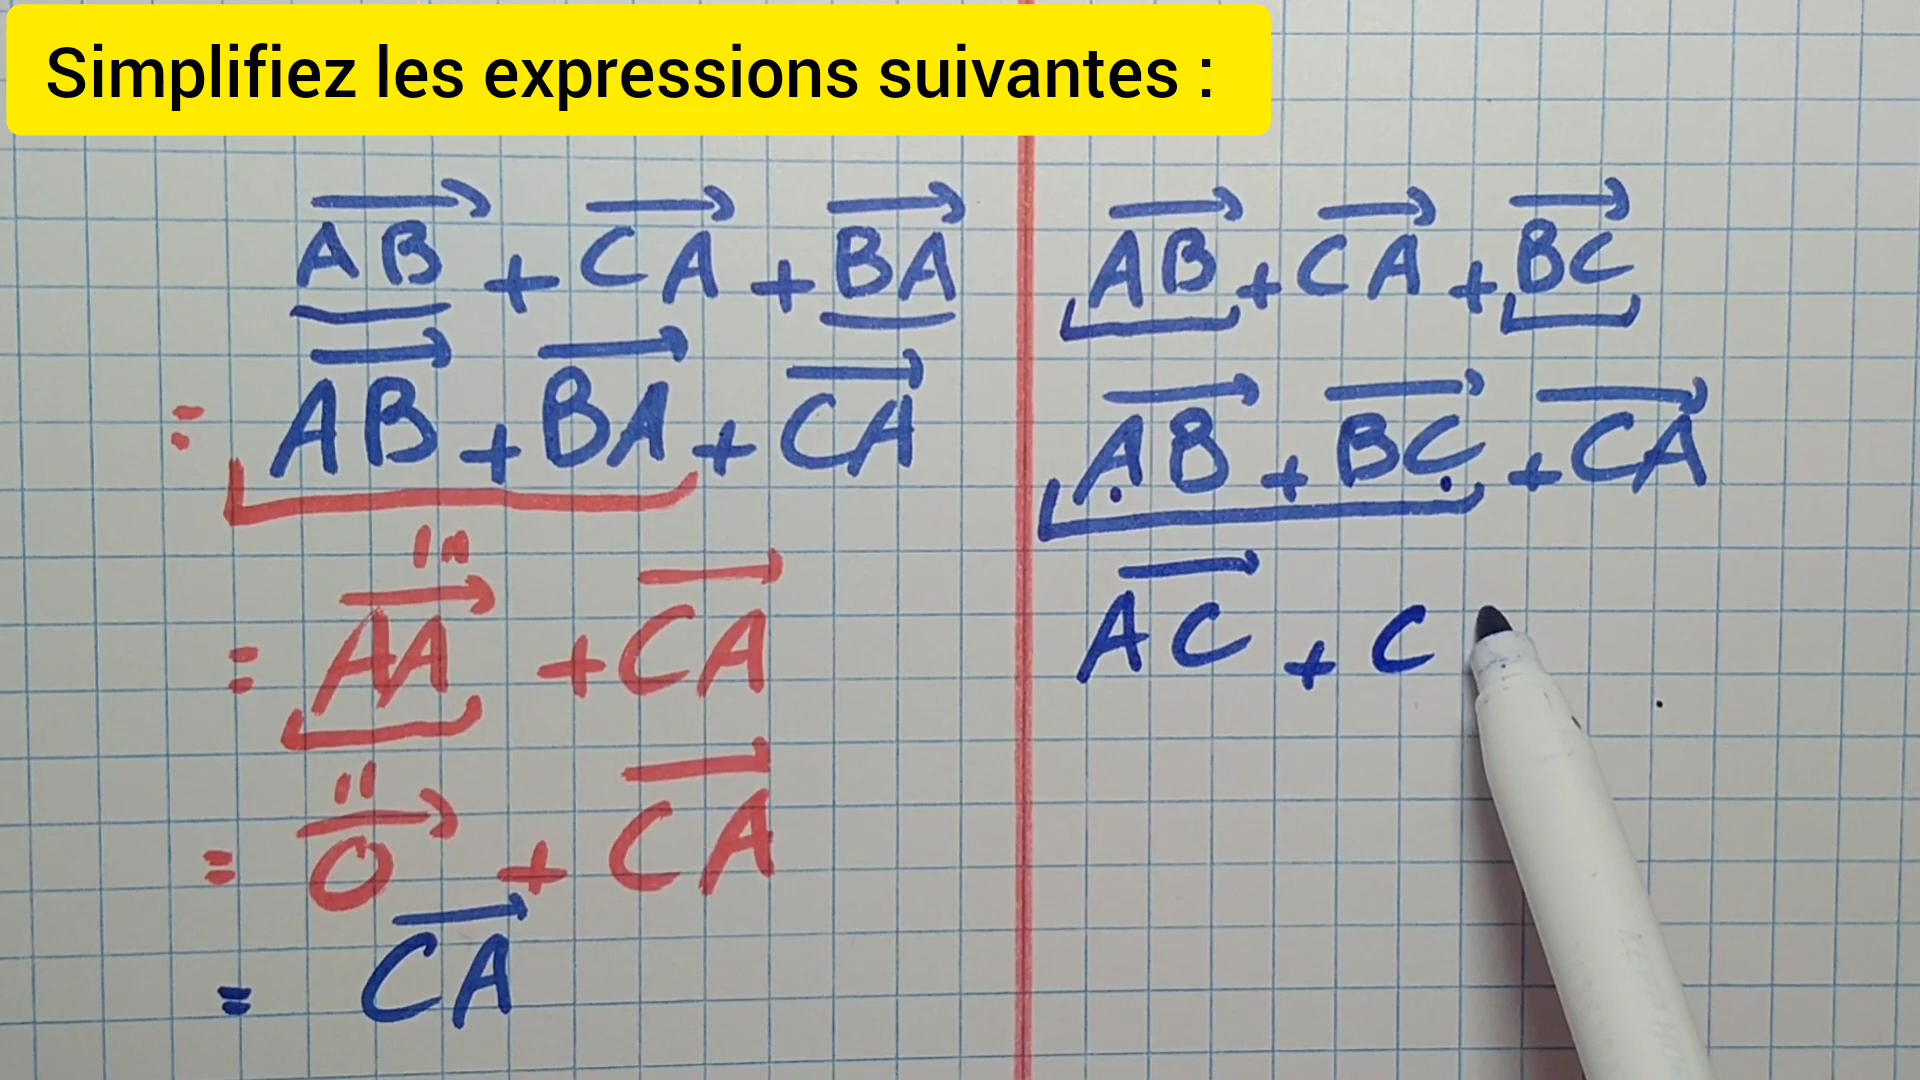 Simplifiez les expressions suivantes :
AB + CA + BA
= AB + BA + CA
= AA + CA
= 0 + CA
= CA
AB + CA + BC
AB + BC + CA
AC + C